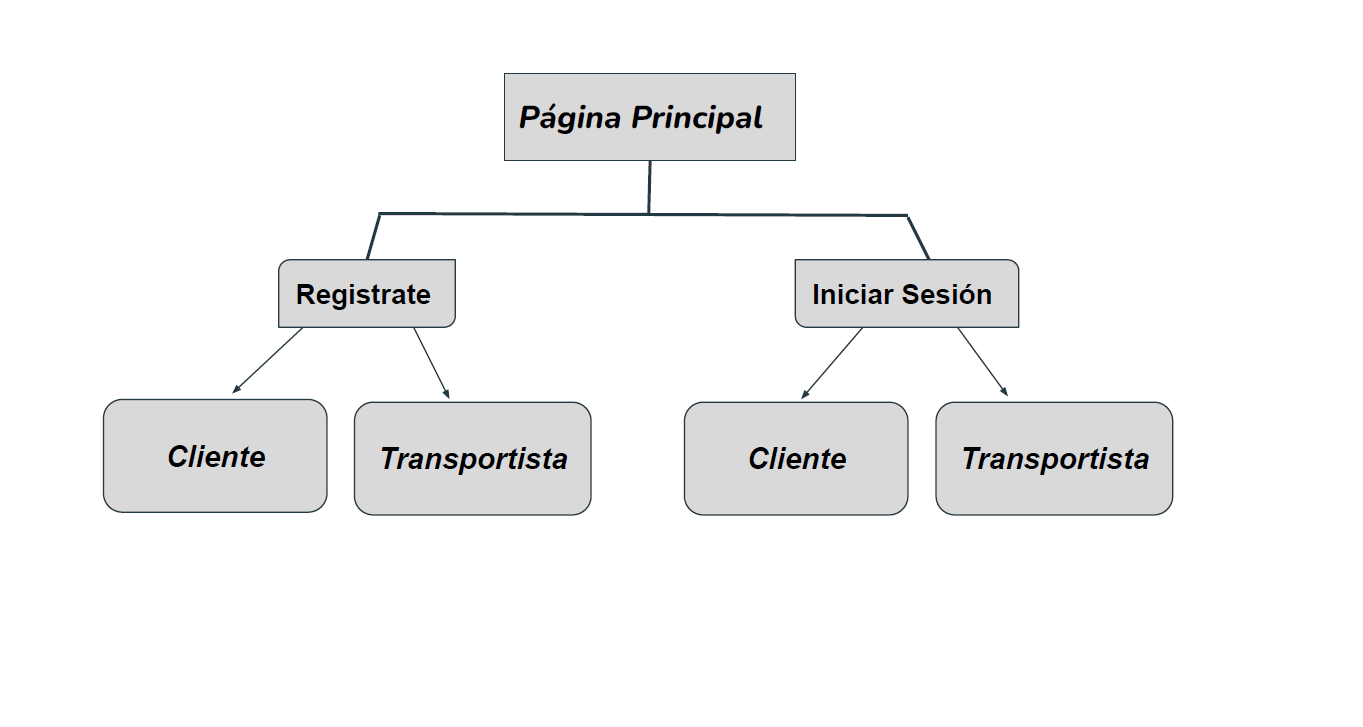 Página Principal
Registrate
Iniciar Sesión
Cliente
Transportista
Cliente
Transportista